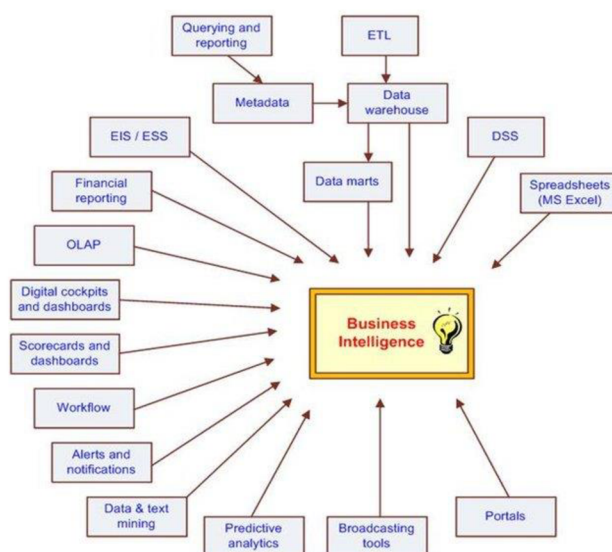 Querying and
reporting
ETL
Metadata
Data
warehouse
EIS / ESS
DSS
Data marts
Financial
reporting
Spreadsheets
(MS Excel)
OLAP
Digital cockpits
and dashboards
Business
Intelligence
Scorecards and
dashboards
Workflow
Alerts and
notifications
Data & text
mining
Predictive
analytics
Broadcasting
tools
Portals